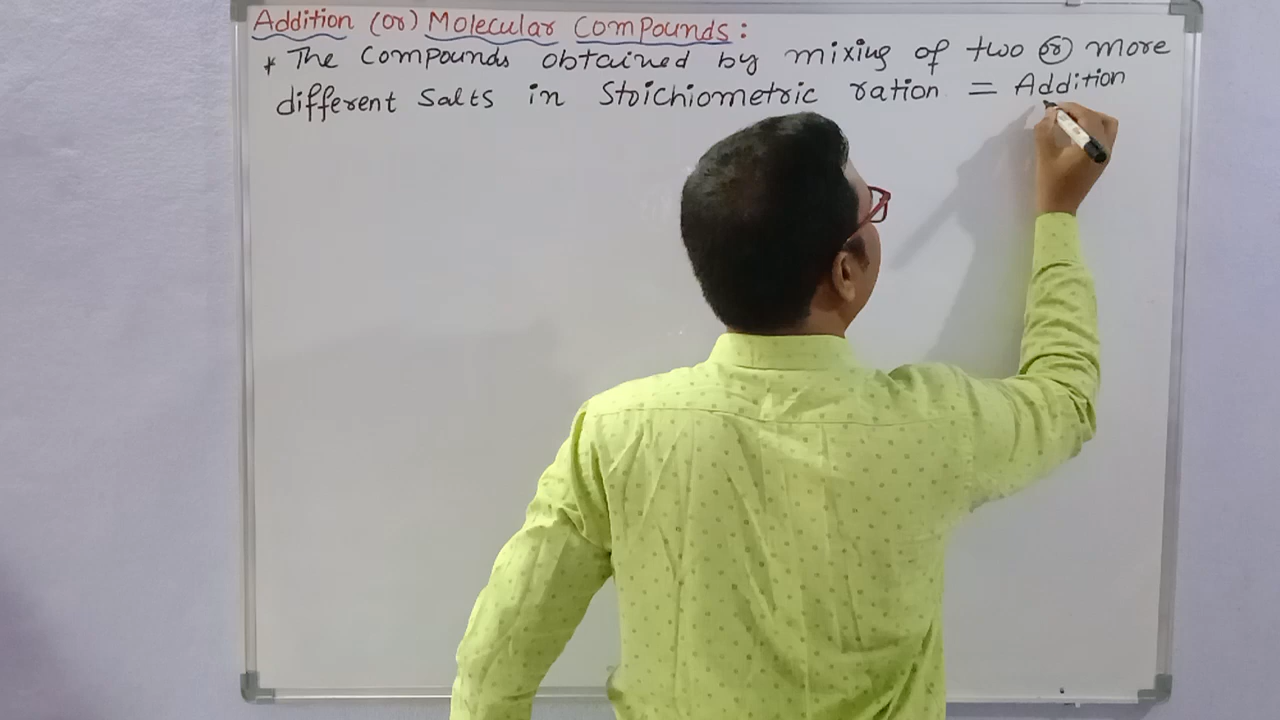 Addition (or) Molecular Compounds:
* The Compounds obtained by mixing of two or more
different Salts in Stoichiometric ration = Addition